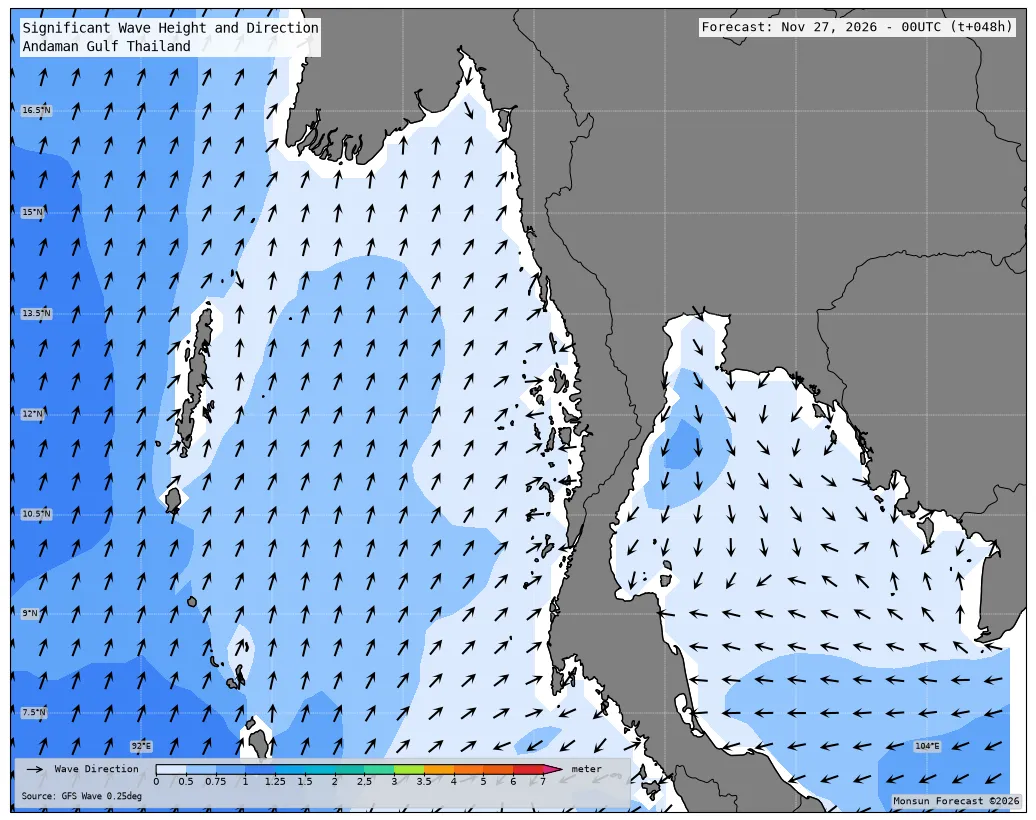 Significant Wave Height and Direction
Andaman Gulf Thailand
Forecast: Nov 27, 2026 - 00UTC (t+048h)
16.5°N
15°N
13.5°N
12°N
10.5°N
9°N
7.5°N
92°E
104°E
Wave Direction
0 0.5 0.75 1 1.25 1.5 2 2.5 3 3.5 4 5 6 7
meter
Source: GFS Wave 0.25deg
Monsun Forecast ©2026